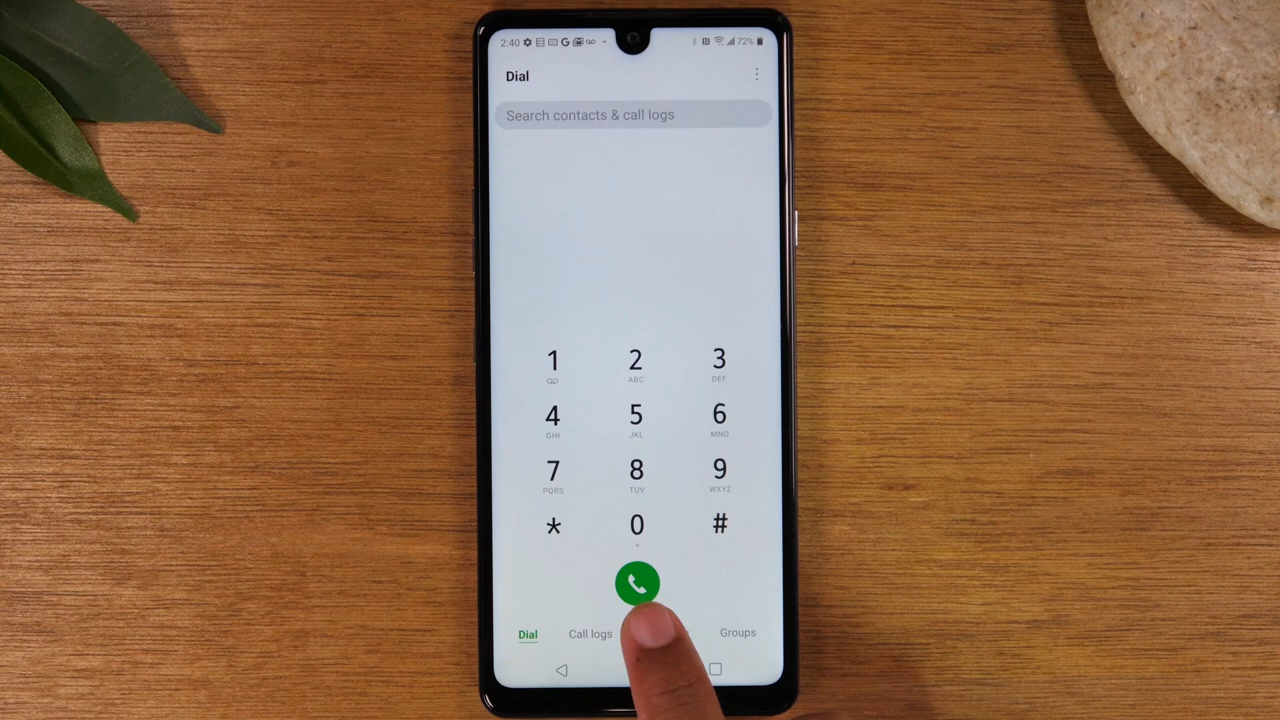 2:40 G 72%
Dial
Search contacts & call logs
1 2 3
ABC DEF
4 5 6
GHI JKL MNO
7 8 9
PQRS TUV WXYZ
* 0 #
+
Dial Call logs Groups